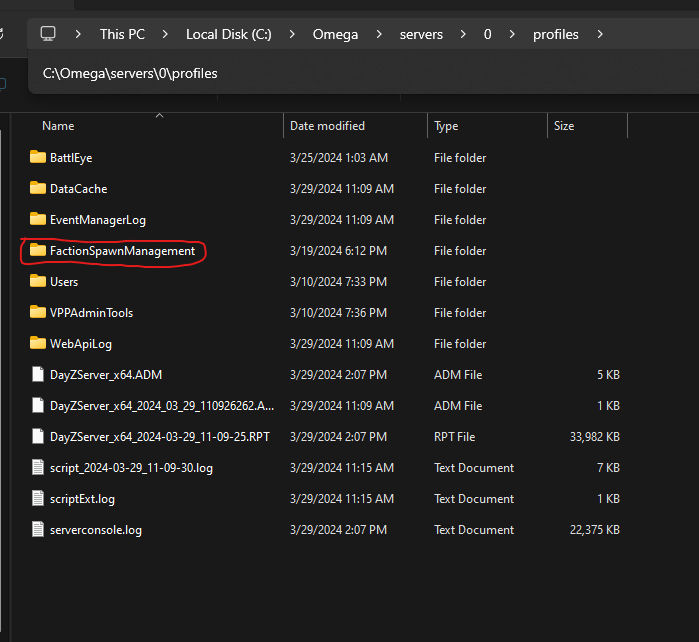 This PC > Local Disk (C:) > Omega > servers > 0 > profiles >
C:\Omega\servers\0\profiles
Name Date modified Type Size
BattlEye 3/25/2024 1:03 AM File folder
DataCache 3/29/2024 11:09 AM File folder
EventManagerLog 3/29/2024 11:09 AM File folder
FactionSpawnManagement 3/19/2024 6:12 PM File folder
Users 3/10/2024 7:33 PM File folder
VPPAdminTools 3/10/2024 7:36 PM File folder
WebApiLog 3/29/2024 11:09 AM File folder
DayZServer_x64.ADM 3/29/2024 2:07 PM ADM File 5 KB
DayZServer_x64_2024_03_29_110926262.A... 3/29/2024 11:09 AM ADM File 1 KB
DayZServer_x64_2024-03-29_11-09-25.RPT 3/29/2024 2:07 PM RPT File 33,982 KB
script_2024-03-29_11-09-30.log 3/29/2024 11:15 AM Text Document 7 KB
scriptExt.log 3/29/2024 11:15 AM Text Document 1 KB
serverconsole.log 3/29/2024 2:07 PM Text Document 22,375 KB